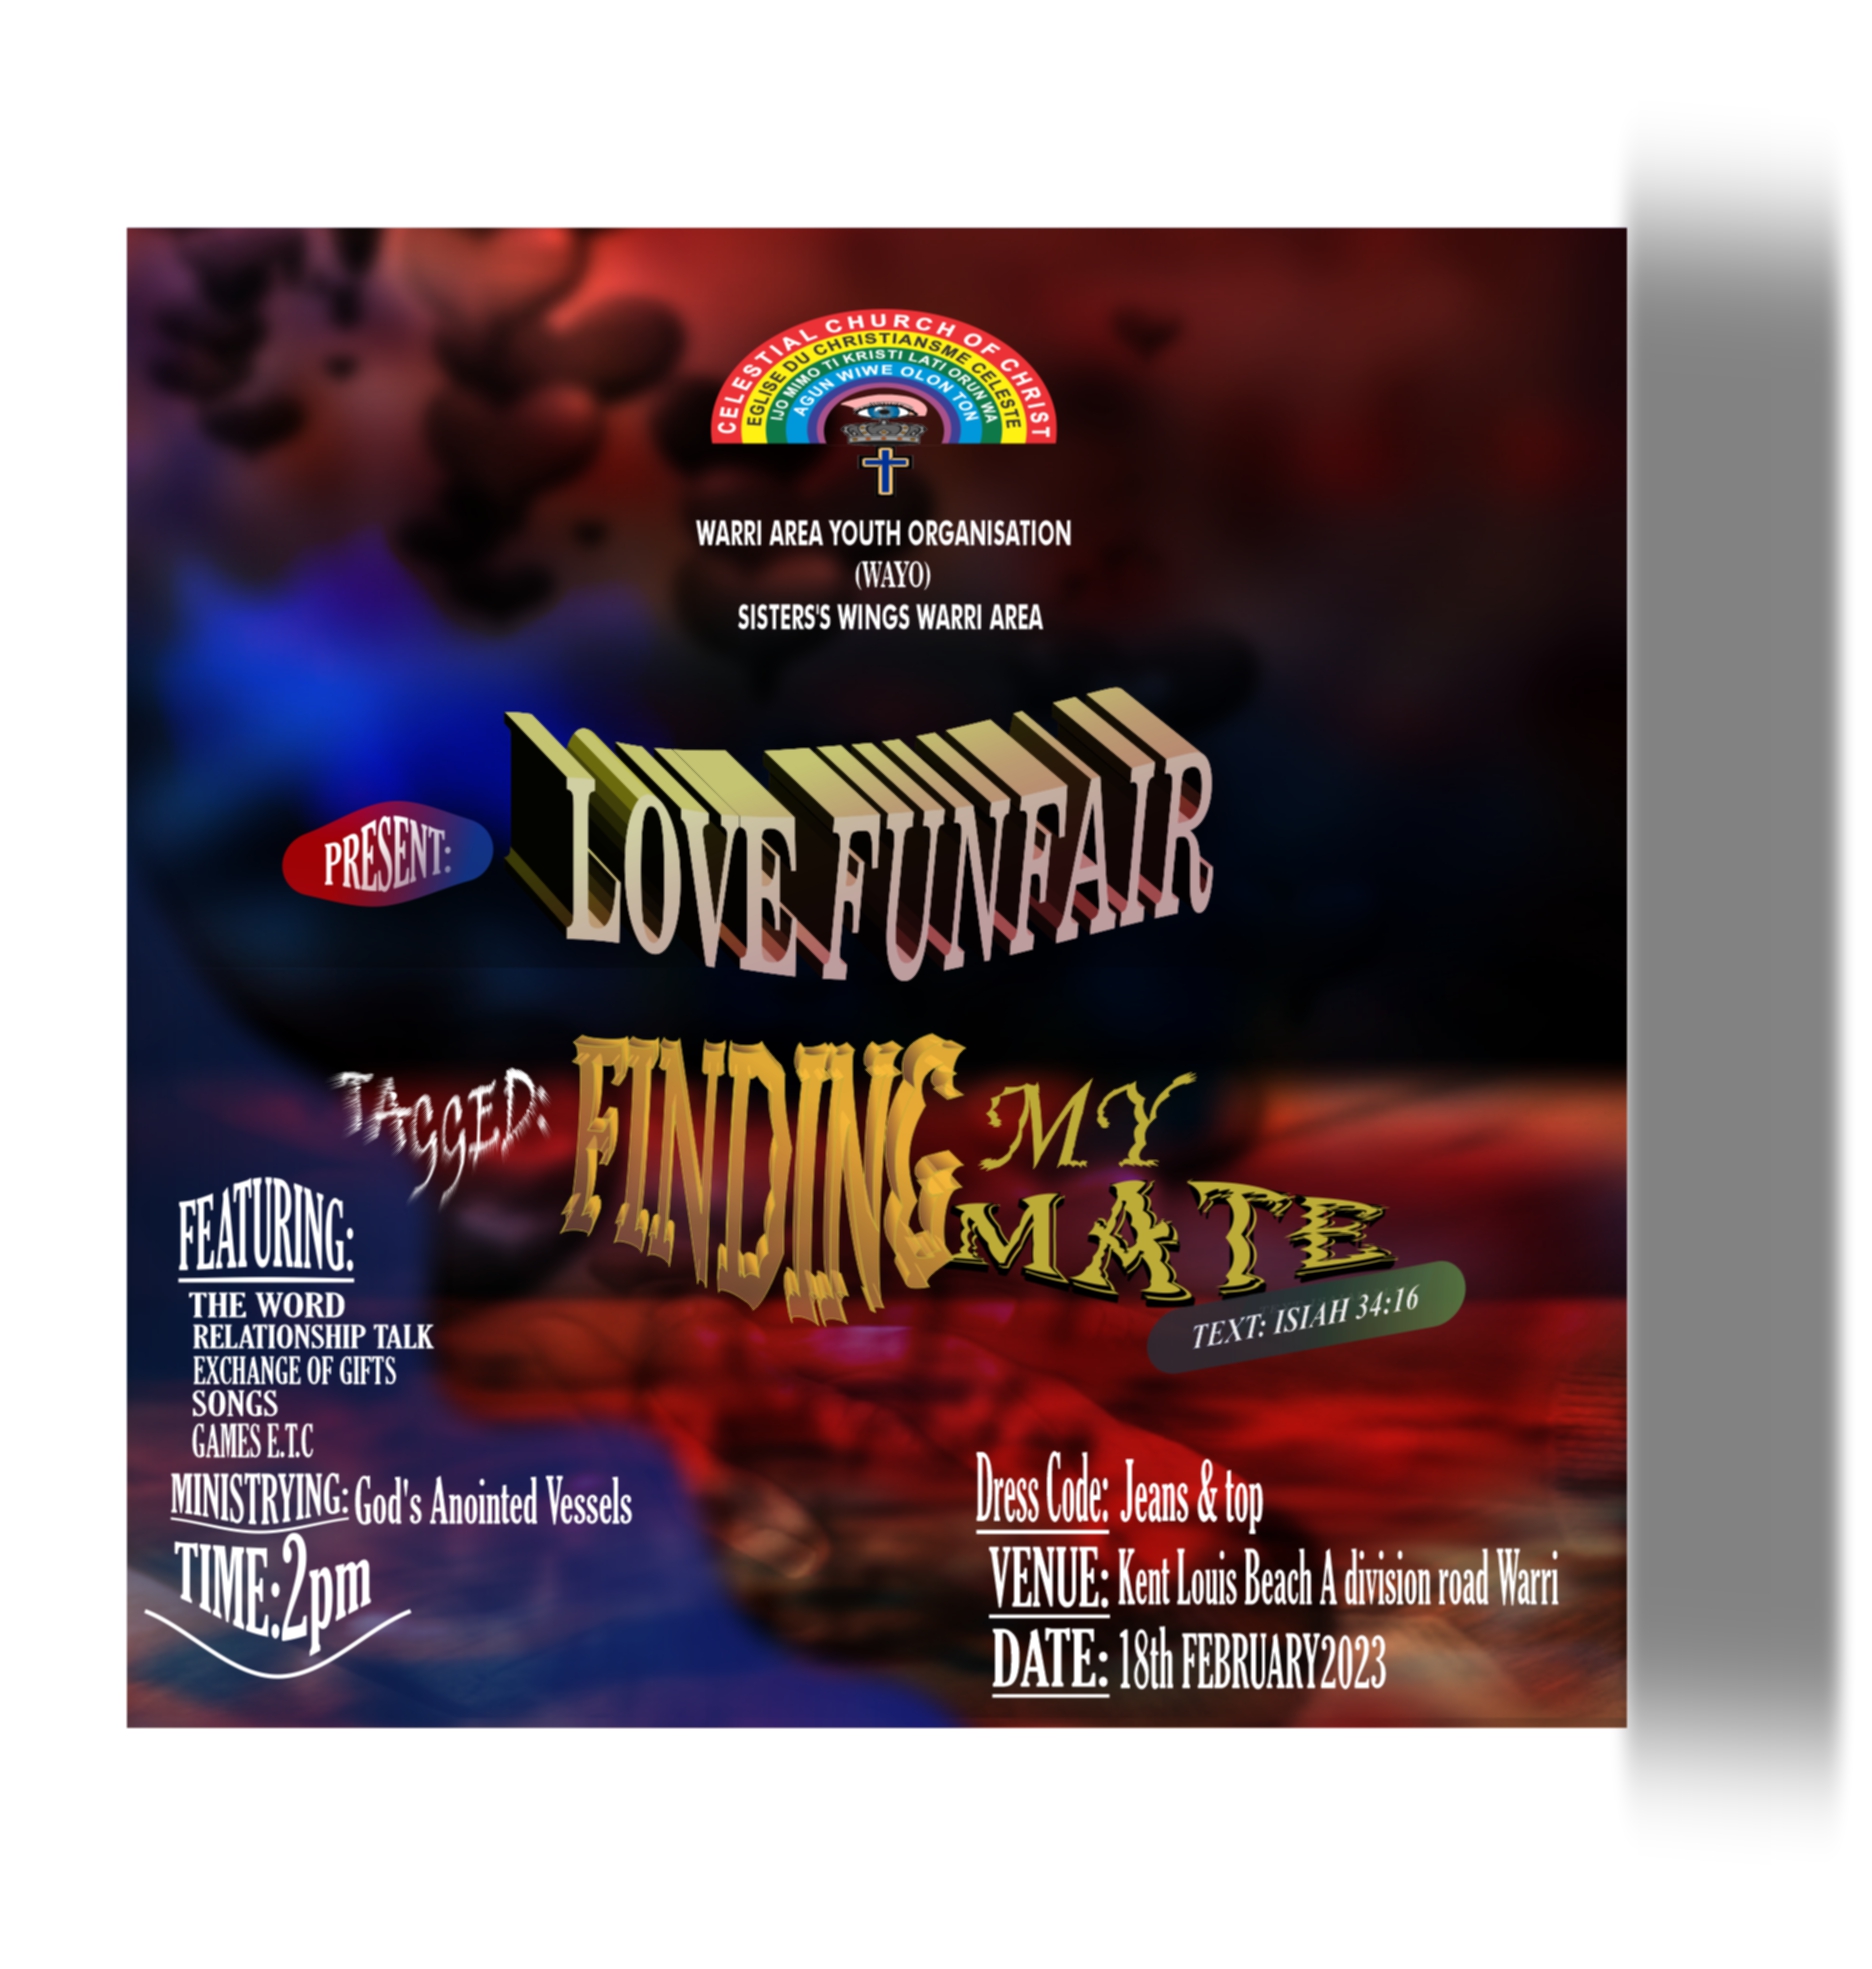 CELESTIAL CHURCH OF CHRIST
EGLISE DU CHRISTIANSME CELESTE
IJO MIMO TI KRISTI LATI ORUN WA
AGUN WIWE OLON TON
WARRI AREA YOUTH ORGANISATION
(WAYO)
SISTERS'S WINGS WARRI AREA
PRESENT:
LOVE FUNFAIR
TAGGED:
FINDING MY
MATE
TEXT: ISIAH 34:16
FEATURING:
THE WORD
RELATIONSHIP TALK
EXCHANGE OF GIFTS
SONGS
GAMES E.T.C
MINISTRYING: God's Anointed Vessels
TIME:2pm
Dress Code: Jeans & top
VENUE: Kent Louis Beach A division road Warri
DATE: 18th FEBRUARY2023